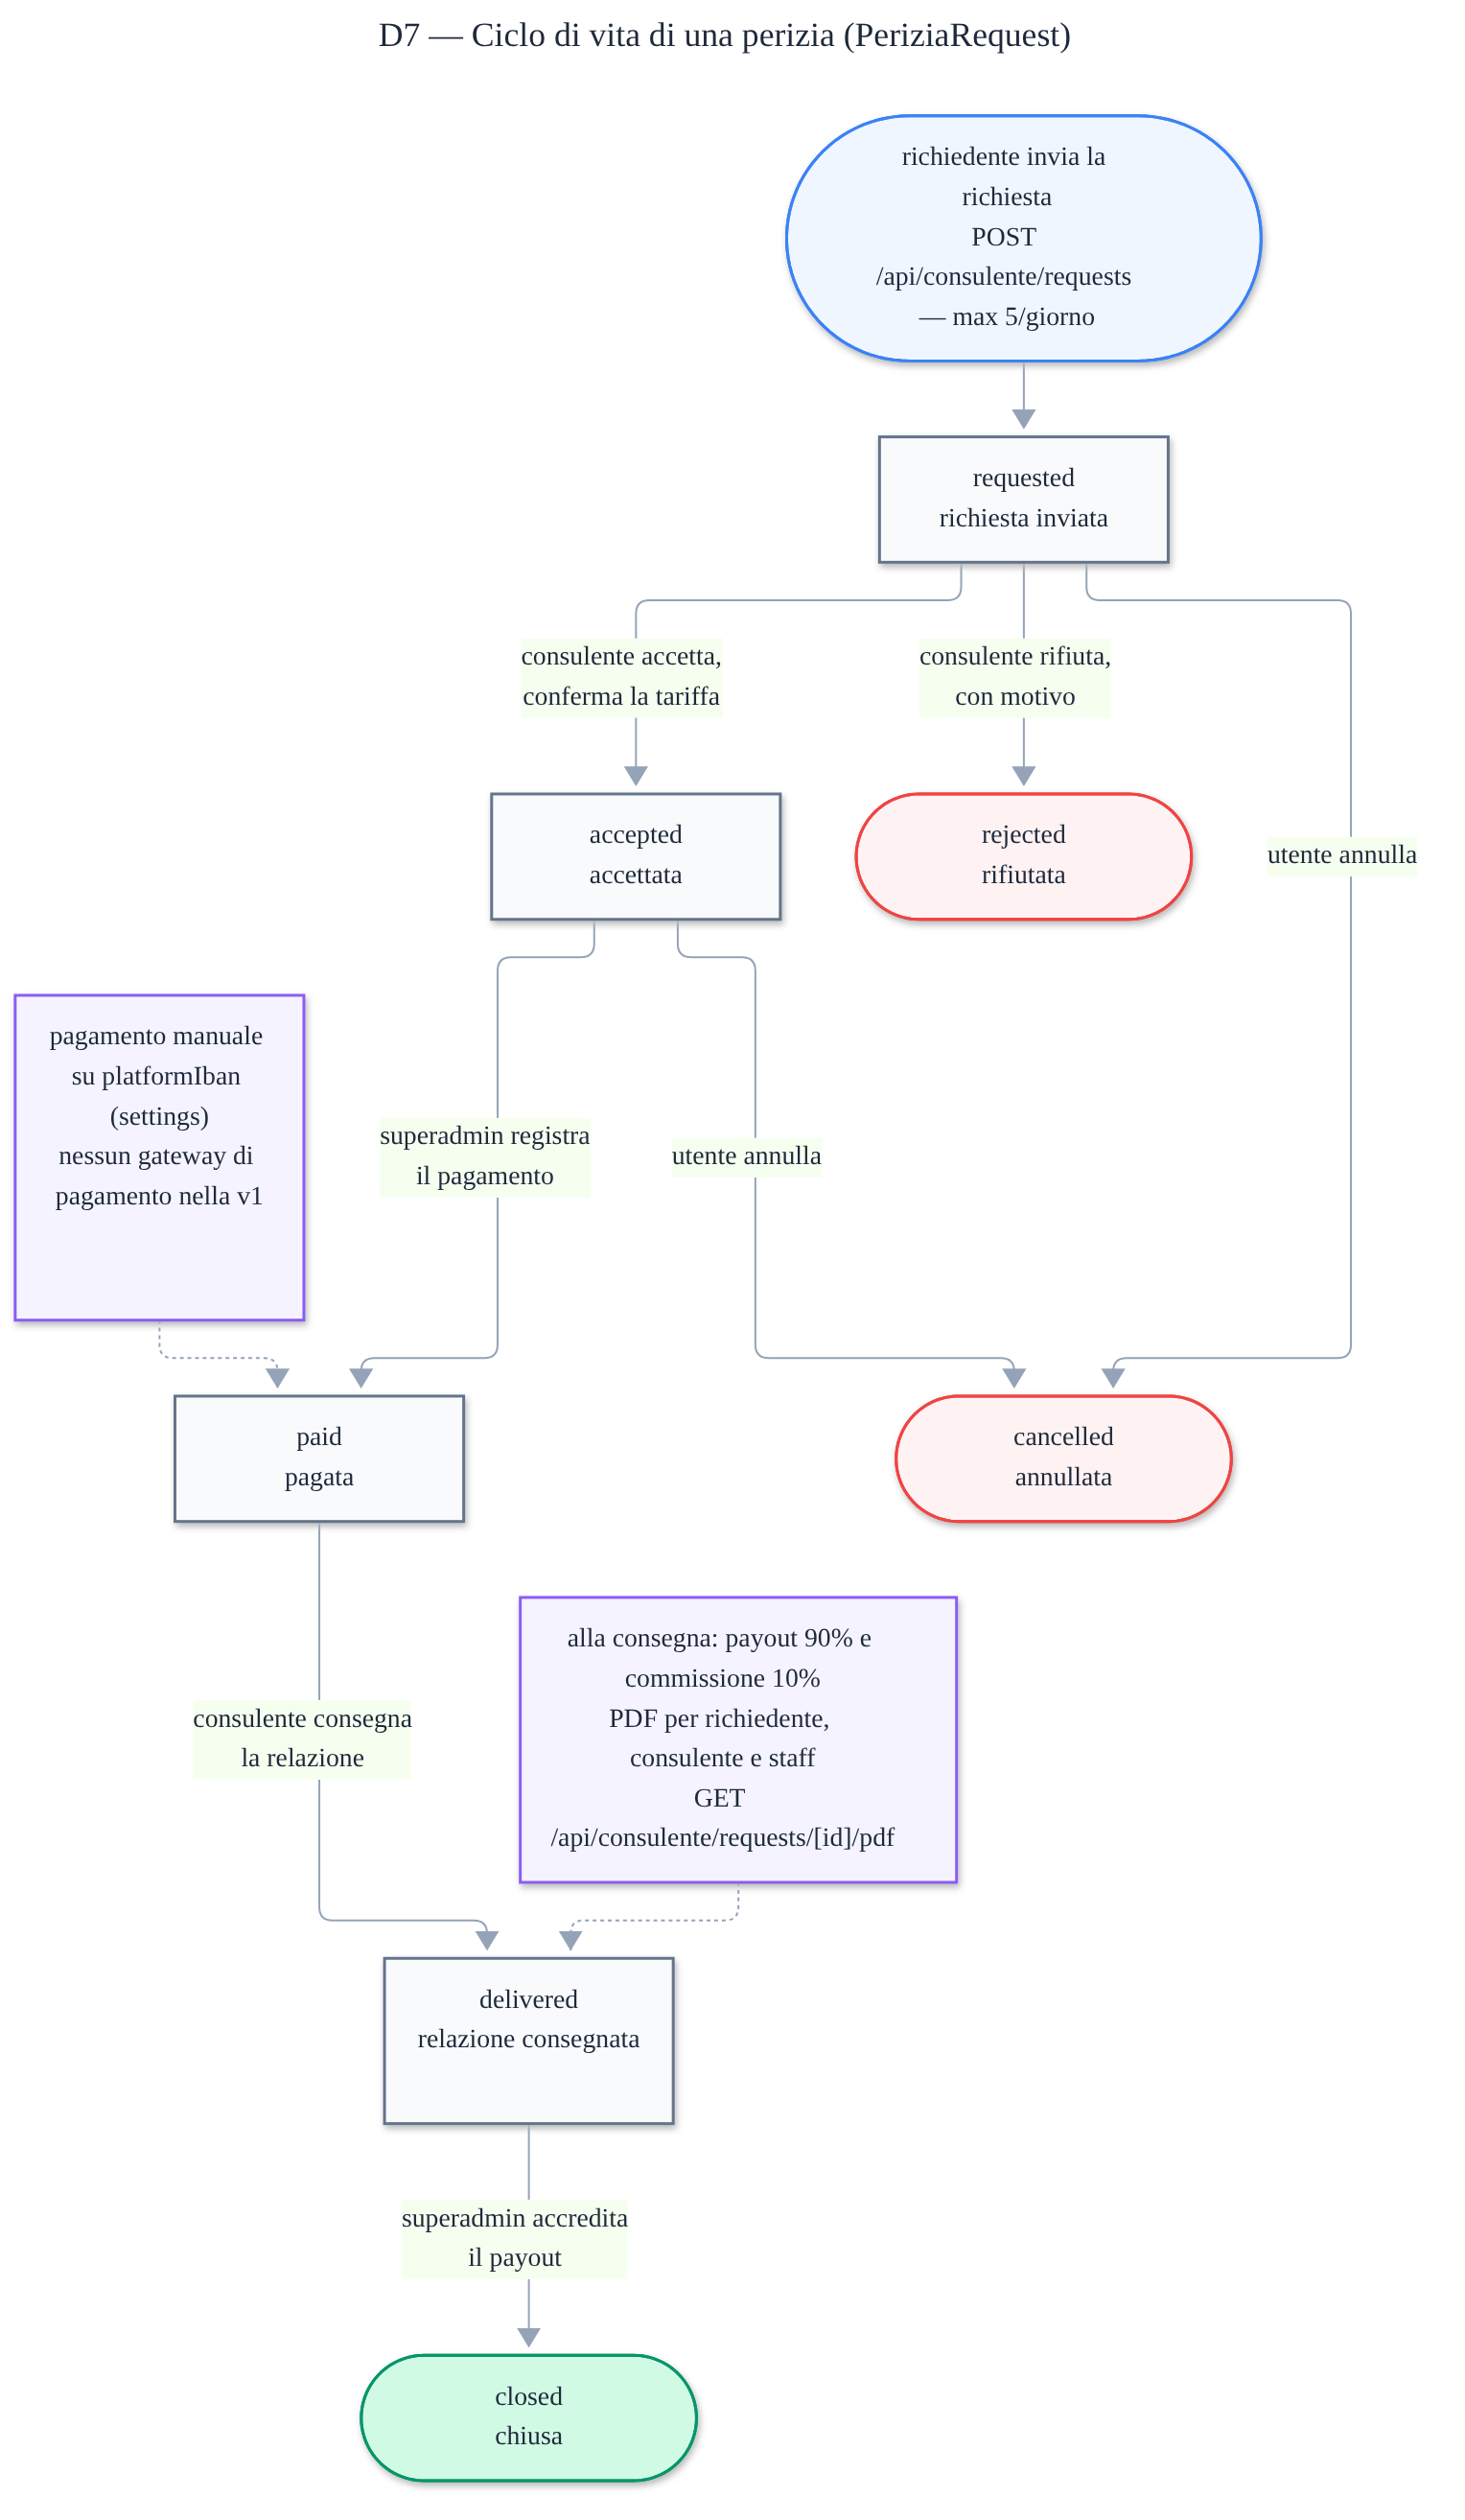 D7 — Ciclo di vita di una perizia (PeriziaRequest)
richiedente invia la
richiesta
POST
/api/consulente/requests
— max 5/giorno
requested
richiesta inviata
consulente accetta,
conferma la tariffa
consulente rifiuta,
con motivo
utente annulla
accepted
accettata
rejected
rifiutata
pagamento manuale
su platformIban
(settings)
nessun gateway di
pagamento nella v1
superadmin registra
il pagamento
utente annulla
paid
pagata
cancelled
annullata
consulente consegna
la relazione
alla consegna: payout 90% e
commissione 10%
PDF per richiedente,
consulente e staff
GET
/api/consulente/requests/[id]/pdf
delivered
relazione consegnata
superadmin accredita
il payout
closed
chiusa